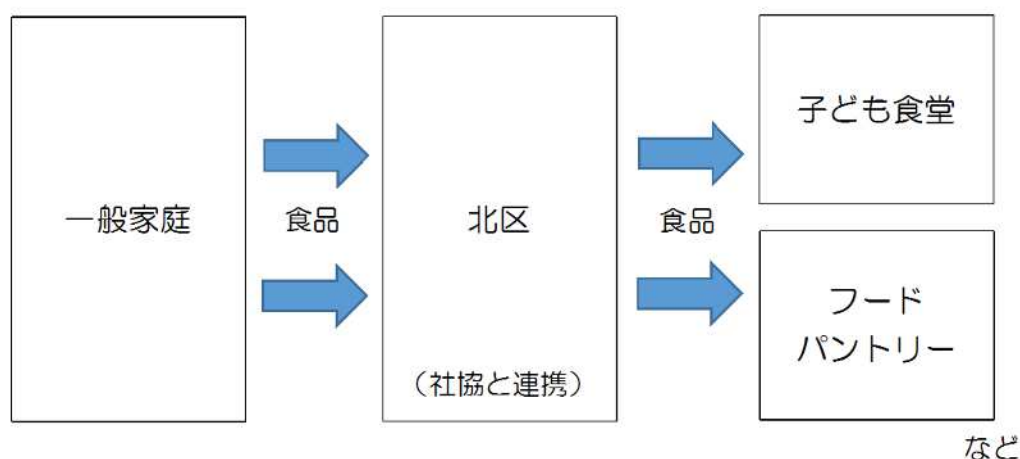 一般家庭
食品
北区
（社協と連携）
食品
子ども食堂
フード
パントリー
など